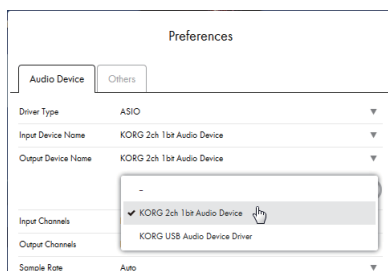 Preferences
Audio Device Others
Driver Type ASIO
Input Device Name KORG 2ch 1bit Audio Device
Output Device Name KORG 2ch 1bit Audio Device
-
✔ KORG 2ch 1bit Audio Device
Input Channels
KORG USB Audio Device Driver
Output Channels
Sample Rate Auto